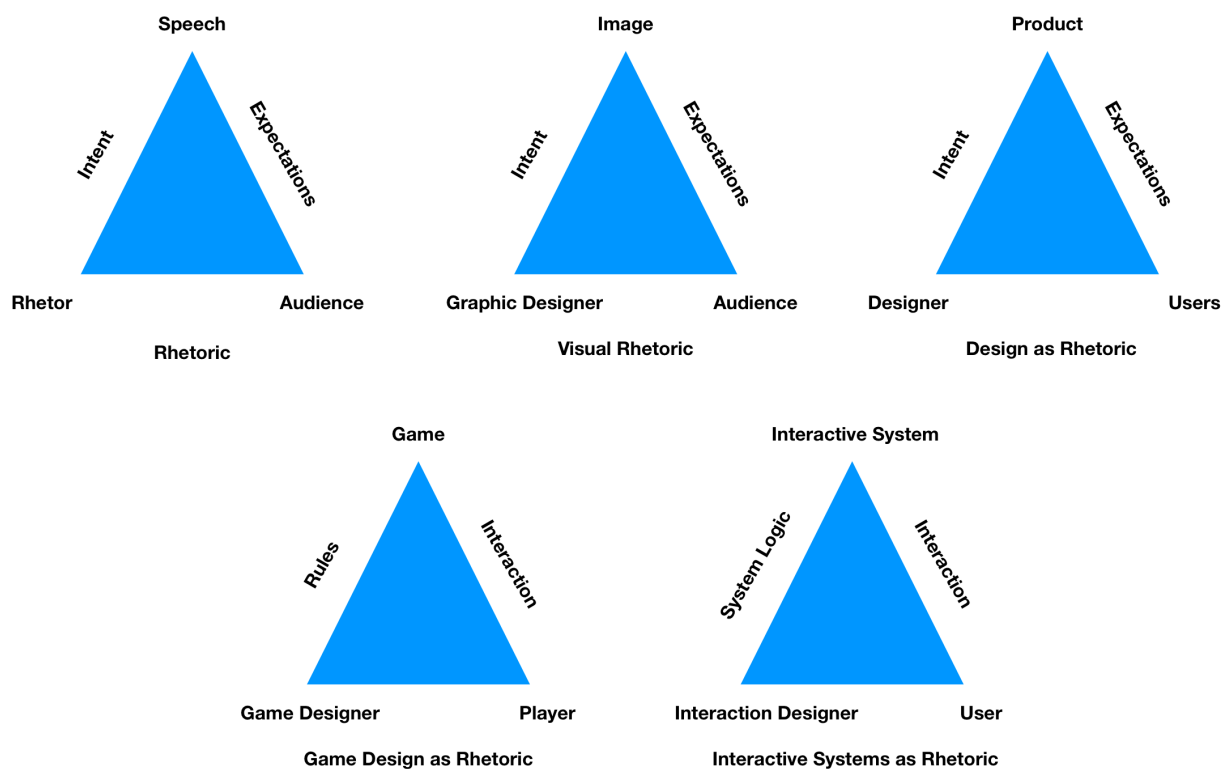 Speech
Intent
Expectations
Rhetor
Audience
Rhetoric
Image
Intent
Expectations
Graphic Designer
Audience
Visual Rhetoric
Product
Intent
Expectations
Designer
Users
Design as Rhetoric
Game
Rules
Interaction
Game Designer
Player
Game Design as Rhetoric
Interactive System
System Logic
Interaction
Interaction Designer
User
Interactive Systems as Rhetoric